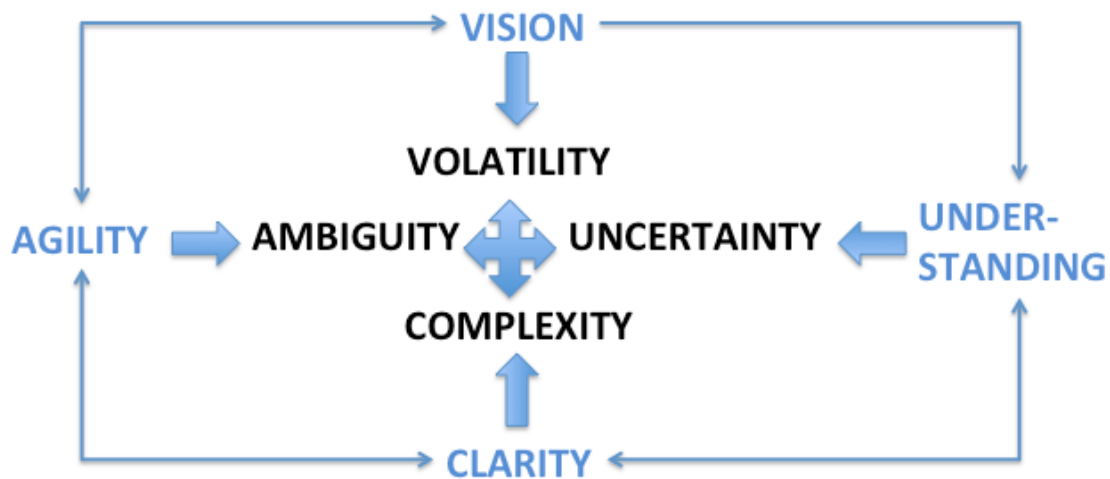 VISION
VOLATILITY
AGILITY
AMBIGUITY
UNCERTAINTY
UNDER-
STANDING
COMPLEXITY
CLARITY